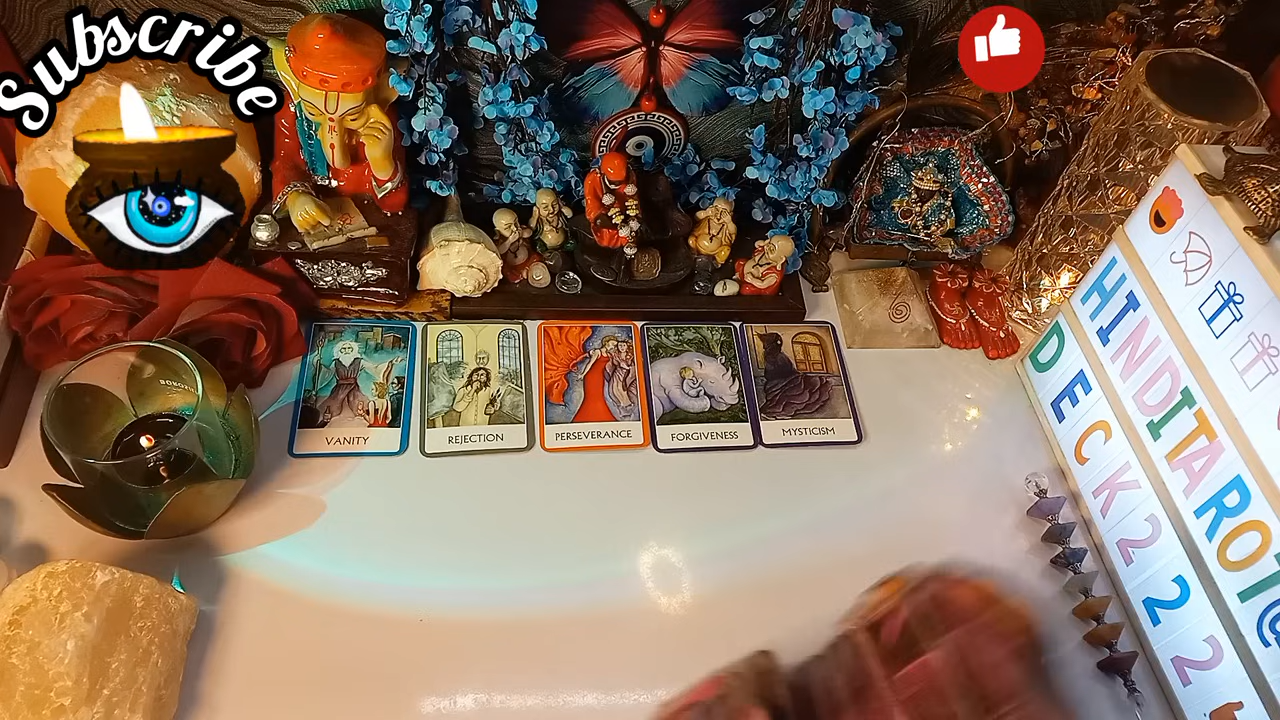 Subscribe
VANITY
REJECTION
PERSEVERANCE
FORGIVENESS
MYSTICISM
HINDITAROT@
DECK222